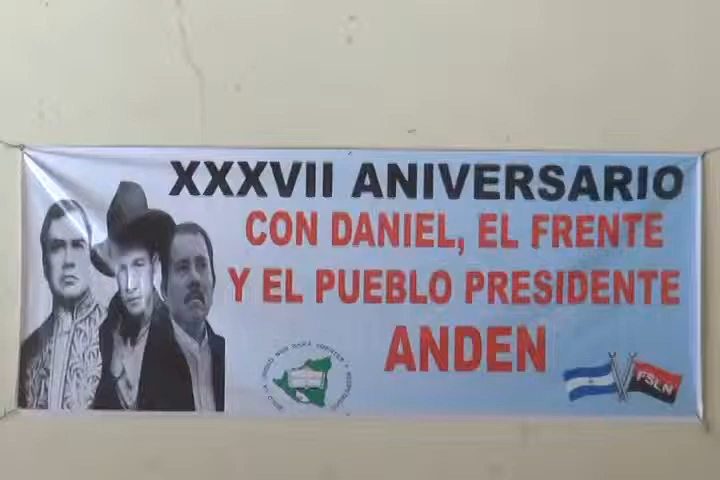 XXXVII ANIVERSARIO
CON DANIEL, EL FRENTE
Y EL PUEBLO PRESIDENTE
ANDEN
FSLN